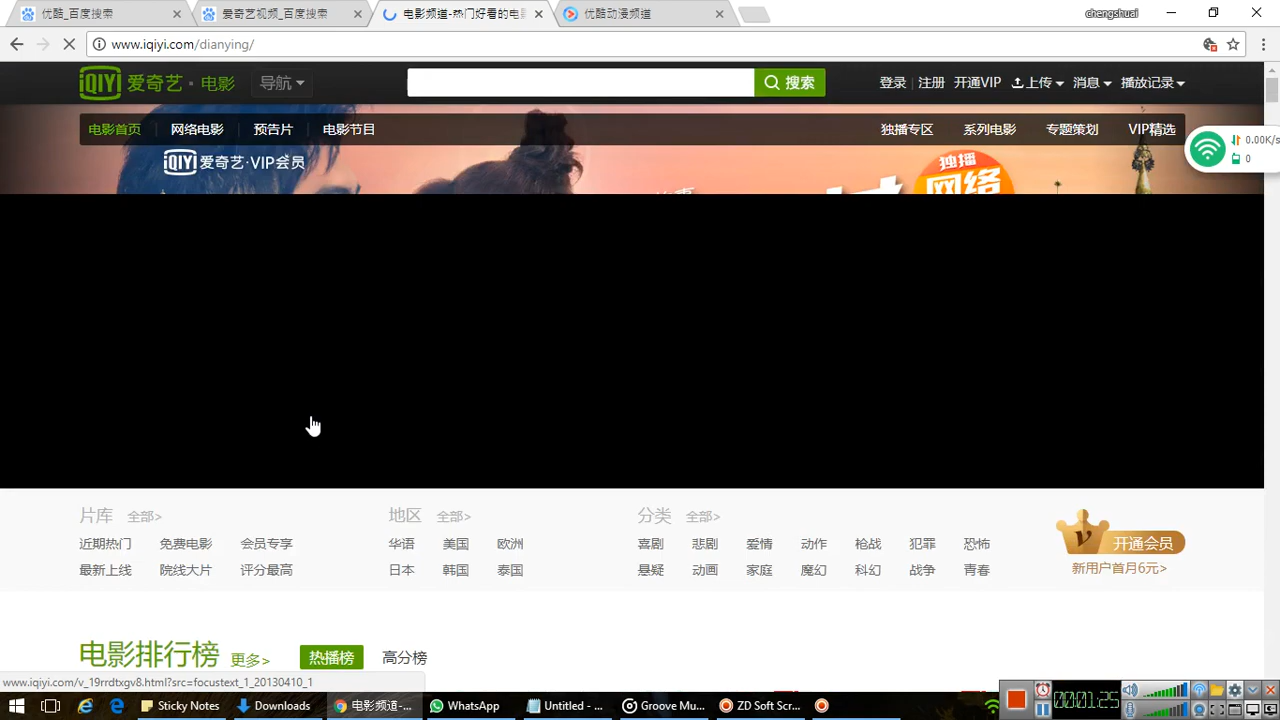 优酷_百度搜索
爱奇艺视频_百度搜索
电影频道-热门好看的电影
优酷动漫频道
chengshuai
www.iqiyi.com/dianying/
iQIYI 爱奇艺·电影
导航
搜索
登录 | 注册 开通VIP 上传 消息 播放记录
电影首页 网络电影 预告片 电影节目 独播专区 系列电影 专题策划 VIP精选
iQIYI 爱奇艺·VIP会员
独播
网络
0.00K/s
0
片库 全部> 地区 全部> 分类 全部>
近期热门 免费电影 会员专享 华语 美国 欧洲 喜剧 悲剧 爱情 动作 枪战 犯罪 恐怖
开通会员
最新上线 院线大片 评分最高 日本 韩国 泰国 悬疑 动画 家庭 魔幻 科幻 战争 青春
新用户首月6元>
电影排行榜 更多> 热播榜 高分榜
www.iqiyi.com/v_19rrdtxgv8.html?src=focustext_1_20130410_1
Sticky Notes Downloads 电影频道-... WhatsApp Untitled - ... Groove Mu... ZD Soft Scr...
0:00:01:25